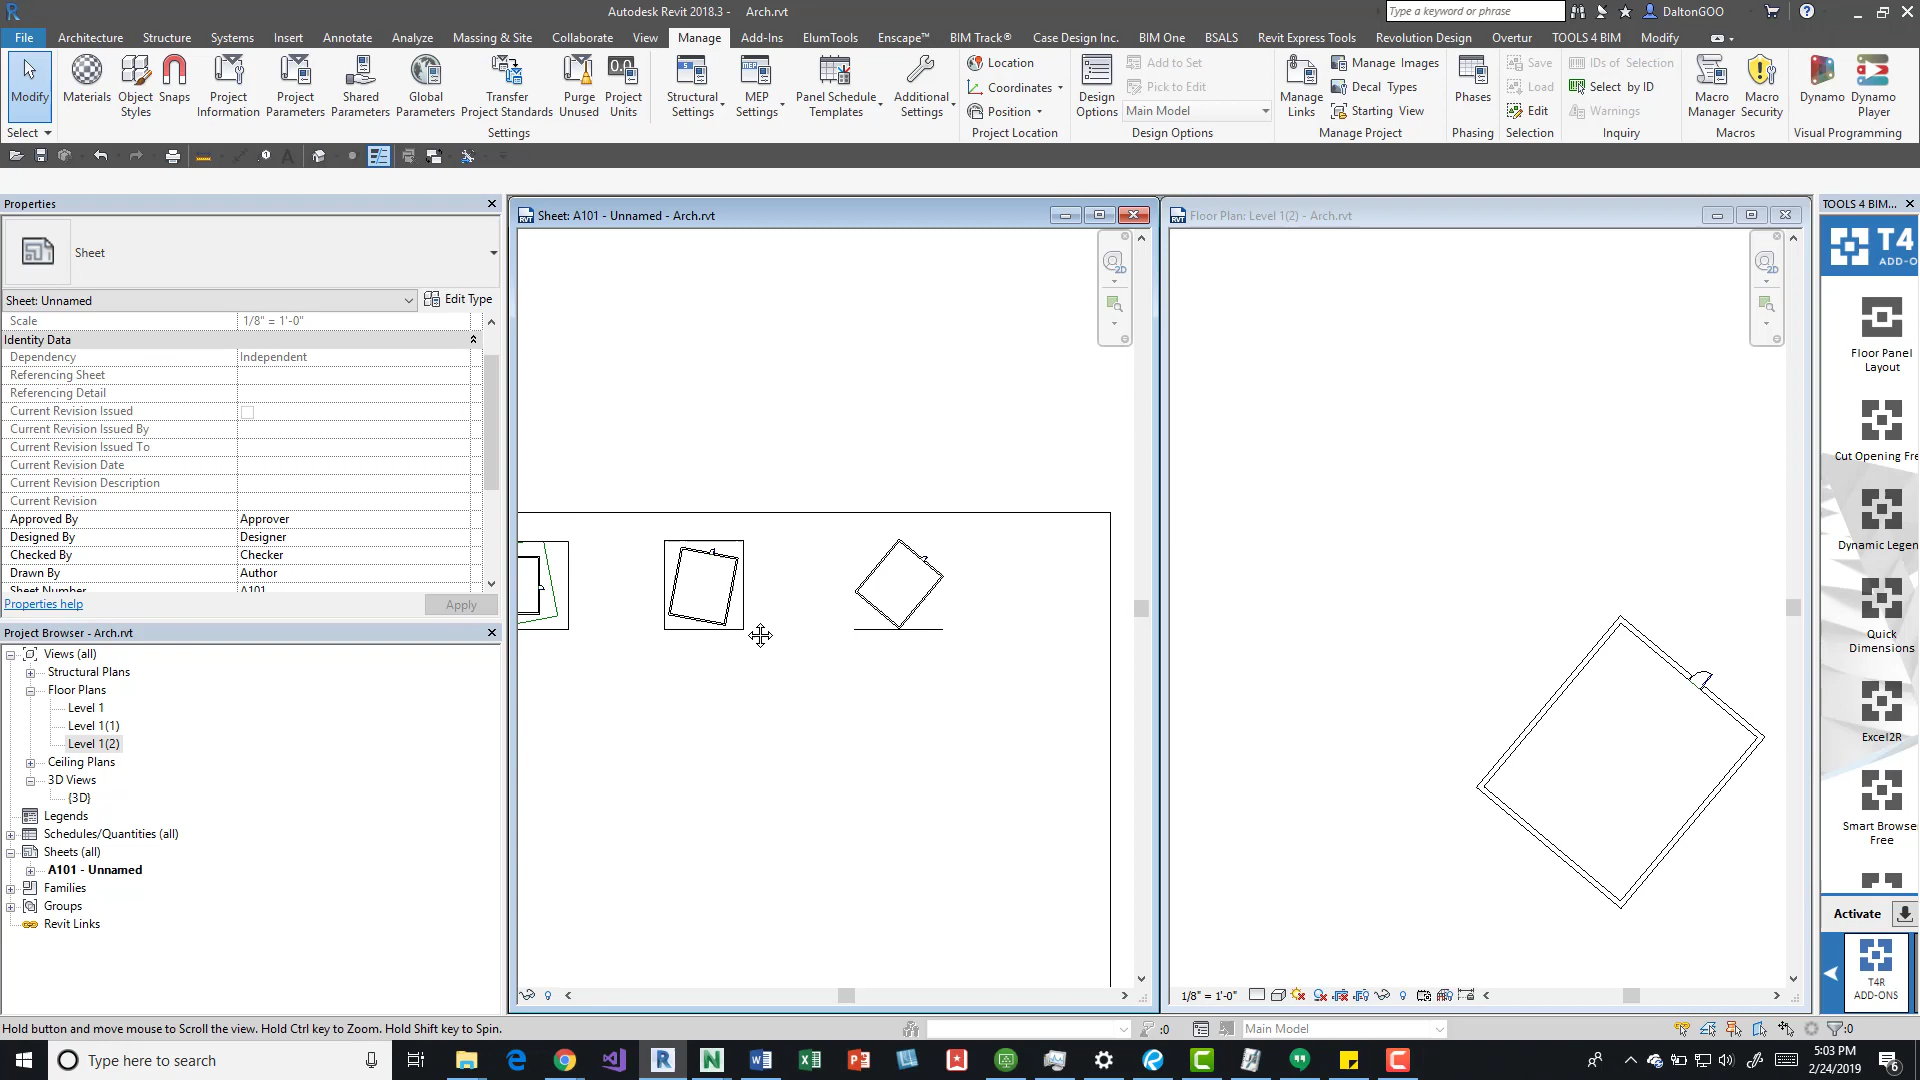 Autodesk Revit 2018.3 - Arch.rvt
Type a keyword or phrase
DaltonGOO
File Architecture Structure Systems Insert Annotate Analyze Massing & Site Collaborate View Manage Add-Ins ElumTools Enscape™ BIM Track® Case Design Inc. BIM One BSALS Revit Express Tools Revolution Design Overtur TOOLS 4 BIM Modify
Modify
Materials
Object Styles
Snaps
Project Information
Project Parameters
Shared Parameters
Global Parameters
Transfer Project Standards
Purge Unused
Project Units
Structural Settings
MEP Settings
Panel Schedule Templates
Additional Settings
Location
Coordinates
Position
Design Options
Add to Set
Pick to Edit
Main Model
Manage Links
Manage Images
Decal Types
Starting View
Phases
Save
Load
Edit
IDs of Selection
Select by ID
Warnings
Macro Manager
Macro Security
Dynamo
Dynamo Player
Select Settings Project Location Design Options Manage Project Phasing Selection Inquiry Macros Visual Programming
Properties
Sheet
Sheet: Unnamed
Edit Type
Scale 1/8" = 1'-0"
Identity Data
Dependency Independent
Referencing Sheet
Referencing Detail
Current Revision Issued
Current Revision Issued By
Current Revision Issued To
Current Revision Date
Current Revision Description
Current Revision
Approved By Approver
Designed By Designer
Checked By Checker
Drawn By Author
Sheet Number A101
Properties help
Apply
Project Browser - Arch.rvt
Views (all)
Structural Plans
Floor Plans
Level 1
Level 1(1)
Level 1(2)
Ceiling Plans
3D Views
{3D}
Legends
Schedules/Quantities (all)
Sheets (all)
A101 - Unnamed
Families
Groups
Revit Links
Sheet: A101 - Unnamed - Arch.rvt
2D
Floor Plan: Level 1(2) - Arch.rvt
2D
1/8" = 1'-0"
TOOLS 4 BIM...
T4
ADD-O
Floor Panel
Layout
Cut Opening Fre
Dynamic Legen
Quick
Dimensions
Excel2R
Smart Browse
Free
Activate
T4R
ADD-ONS
Hold button and move mouse to Scroll the view. Hold Ctrl key to Zoom. Hold Shift key to Spin.
:0
Main Model
:0
Type here to search
5:03 PM
2/24/2019
6